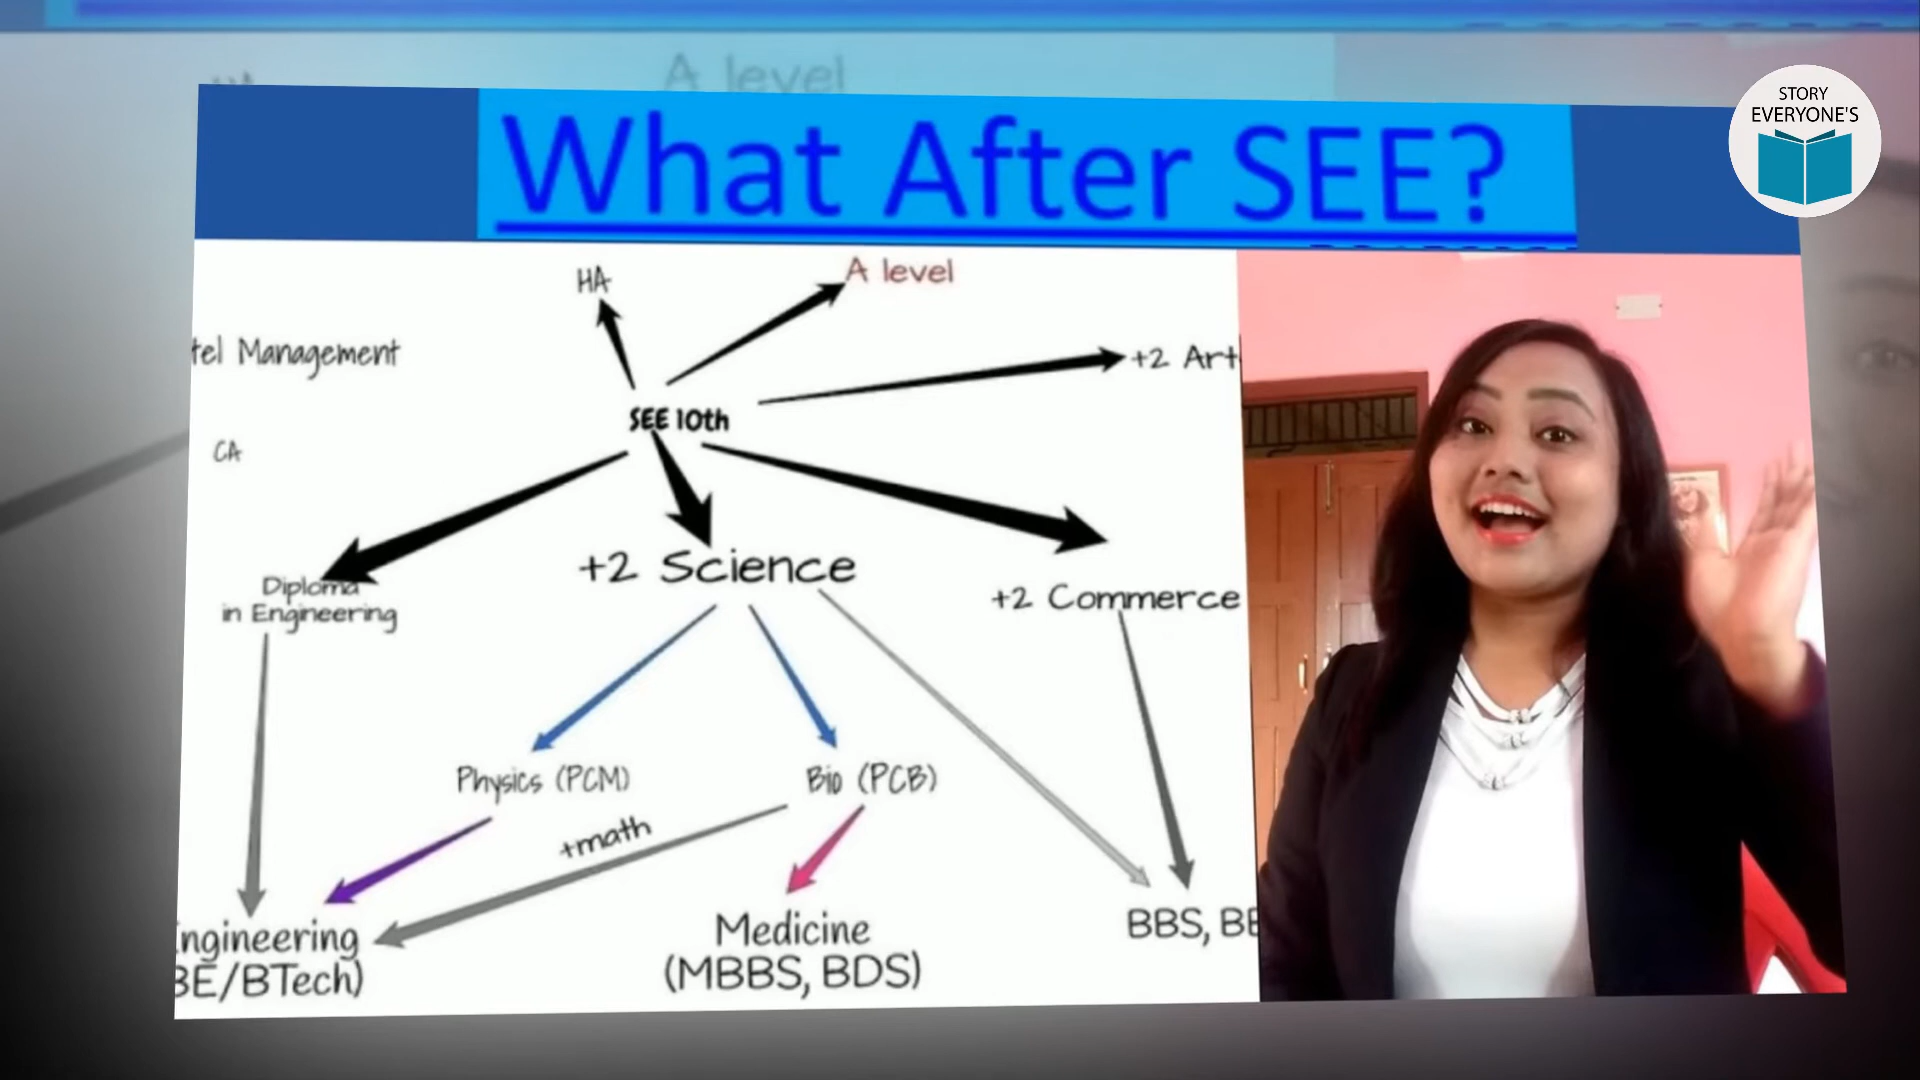 A level
STORY
EVERYONE'S
What After SEE?
HA
A level
tel Management
+2 Art
SEE 10th
CA
+2 Science
Diploma
in Engineering
+2 Commerce
Physics (PCM)
Bio (PCB)
+math
ngineering
BE/BTech)
Medicine
(MBBS, BDS)
BBS, BB